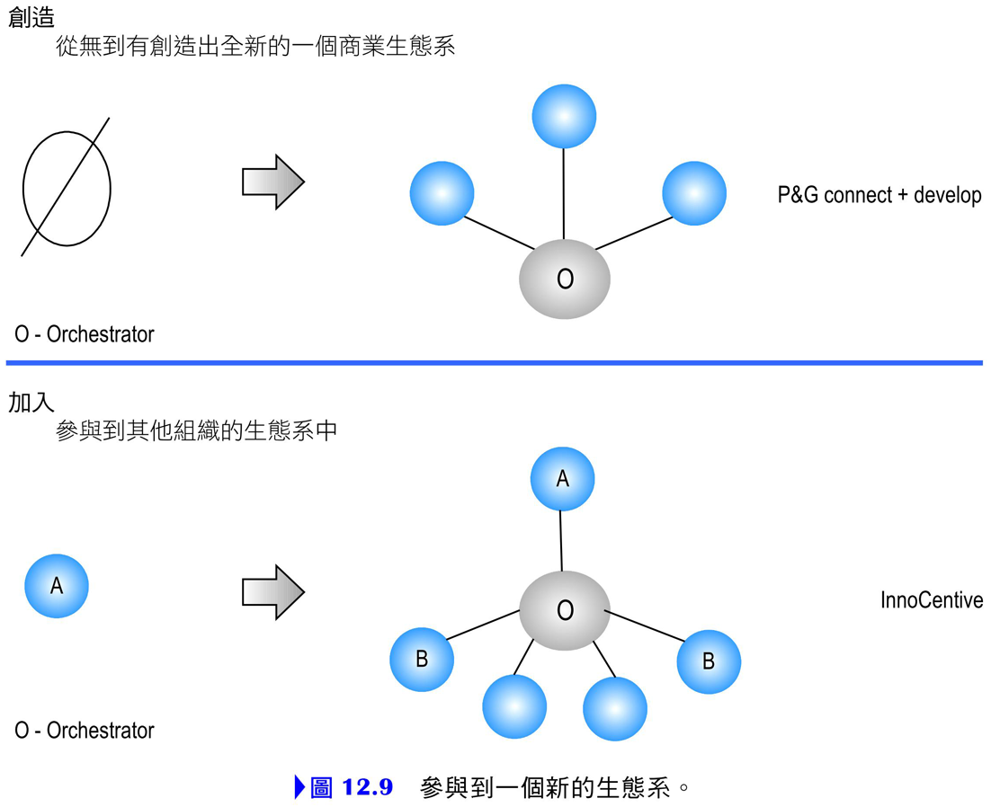 創造
從無到有創造出全新的一個商業生態系
P&G connect + develop
O
O - Orchestrator
加入
參與到其他組織的生態系中
A
A
O
InnoCentive
B
B
O - Orchestrator
圖 12.9 參與到一個新的生態系。